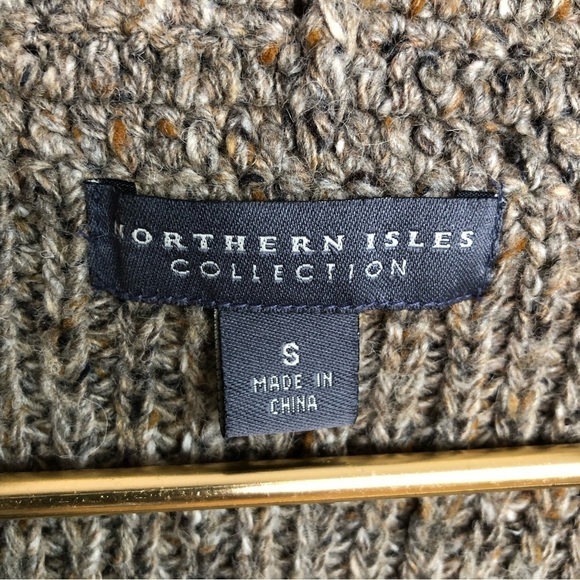 NORTHERN ISLES
COLLECTION
S
MADE IN
CHINA